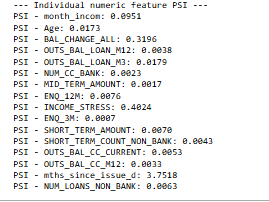 --- Individual numeric feature PSI ---
PSI - month_incom: 0.0951
PSI - Age: 0.0173
PSI - BAL_CHANGE_ALL: 0.3196
PSI - OUTS_BAL_LOAN_M12: 0.0038
PSI - OUTS_BAL_LOAN_M3: 0.0179
PSI - NUM_CC_BANK: 0.0023
PSI - MID_TERM_AMOUNT: 0.0017
PSI - ENQ_12M: 0.0076
PSI - INCOME_STRESS: 0.4024
PSI - ENQ_3M: 0.0007
PSI - SHORT_TERM_AMOUNT: 0.0070
PSI - SHORT_TERM_COUNT_NON_BANK: 0.0043
PSI - OUTS_BAL_CC_CURRENT: 0.0053
PSI - OUTS_BAL_CC_M12: 0.0033
PSI - mths_since_issue_d: 3.7518
PSI - NUM_LOANS_NON_BANK: 0.0063